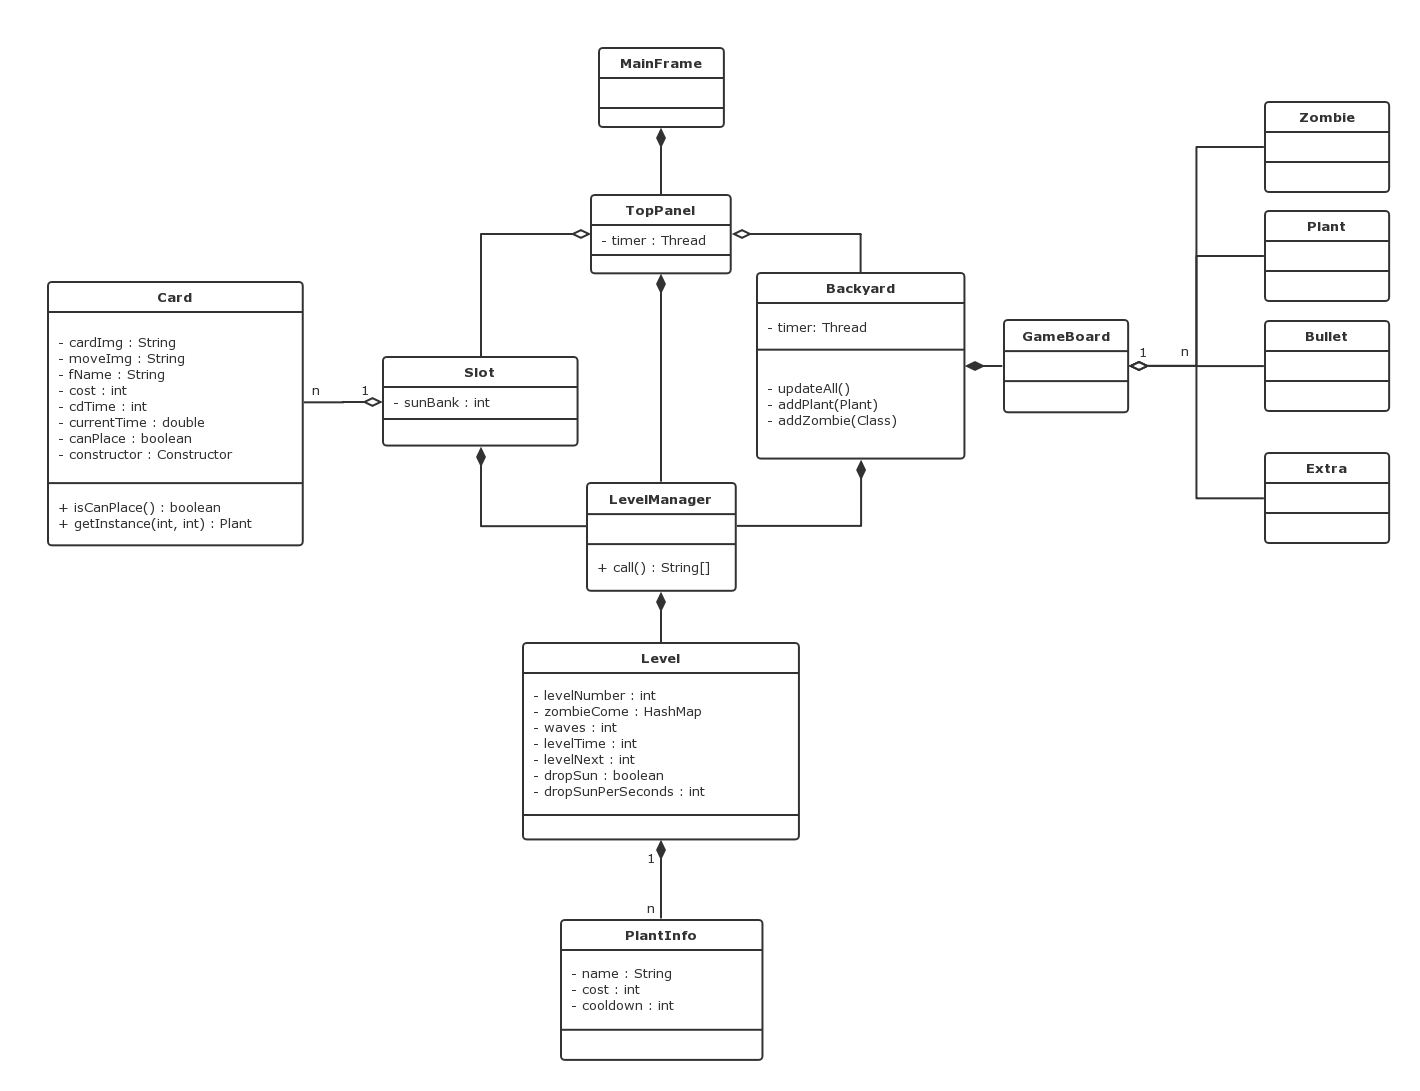 MainFrame
Zombie
TopPanel
- timer : Thread
Plant
Card
- cardImg : String
- moveImg : String
- fName : String
- cost : int
- cdTime : int
- currentTime : double
- canPlace : boolean
- constructor : Constructor
+ isCanPlace() : boolean
+ getInstance(int, int) : Plant
n
1
Slot
- sunBank : int
Backyard
- timer: Thread
- updateAll()
- addPlant(Plant)
- addZombie(Class)
GameBoard
1
n
Bullet
Extra
LevelManager
+ call() : String[]
Level
- levelNumber : int
- zombieCome : HashMap
- waves : int
- levelTime : int
- levelNext : int
- dropSun : boolean
- dropSunPerSeconds : int
1
n
PlantInfo
- name : String
- cost : int
- cooldown : int